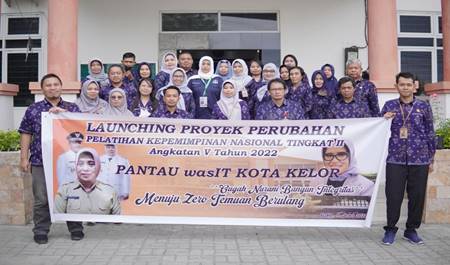 LAUNCHING PROYEK PERUBAHAN
PELATIHAN KEPEMIMPINAN NASIONAL TINGKAT II
Angkatan V Tahun 2022
PANTAU wasIT KOTA KELOR
"Cegah Nurani Bangun Integritas"
Menuju Zero Temuan Berulang